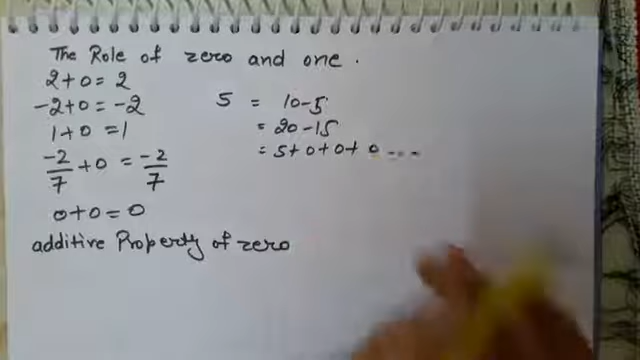 The Role of zero and one.
2+0=2
-2+0=-2
1+0=1
-2/7+0=-2/7
0+0=0
additive Property of zero
5 = 10-5
= 20-15
= 5+0+0+0...